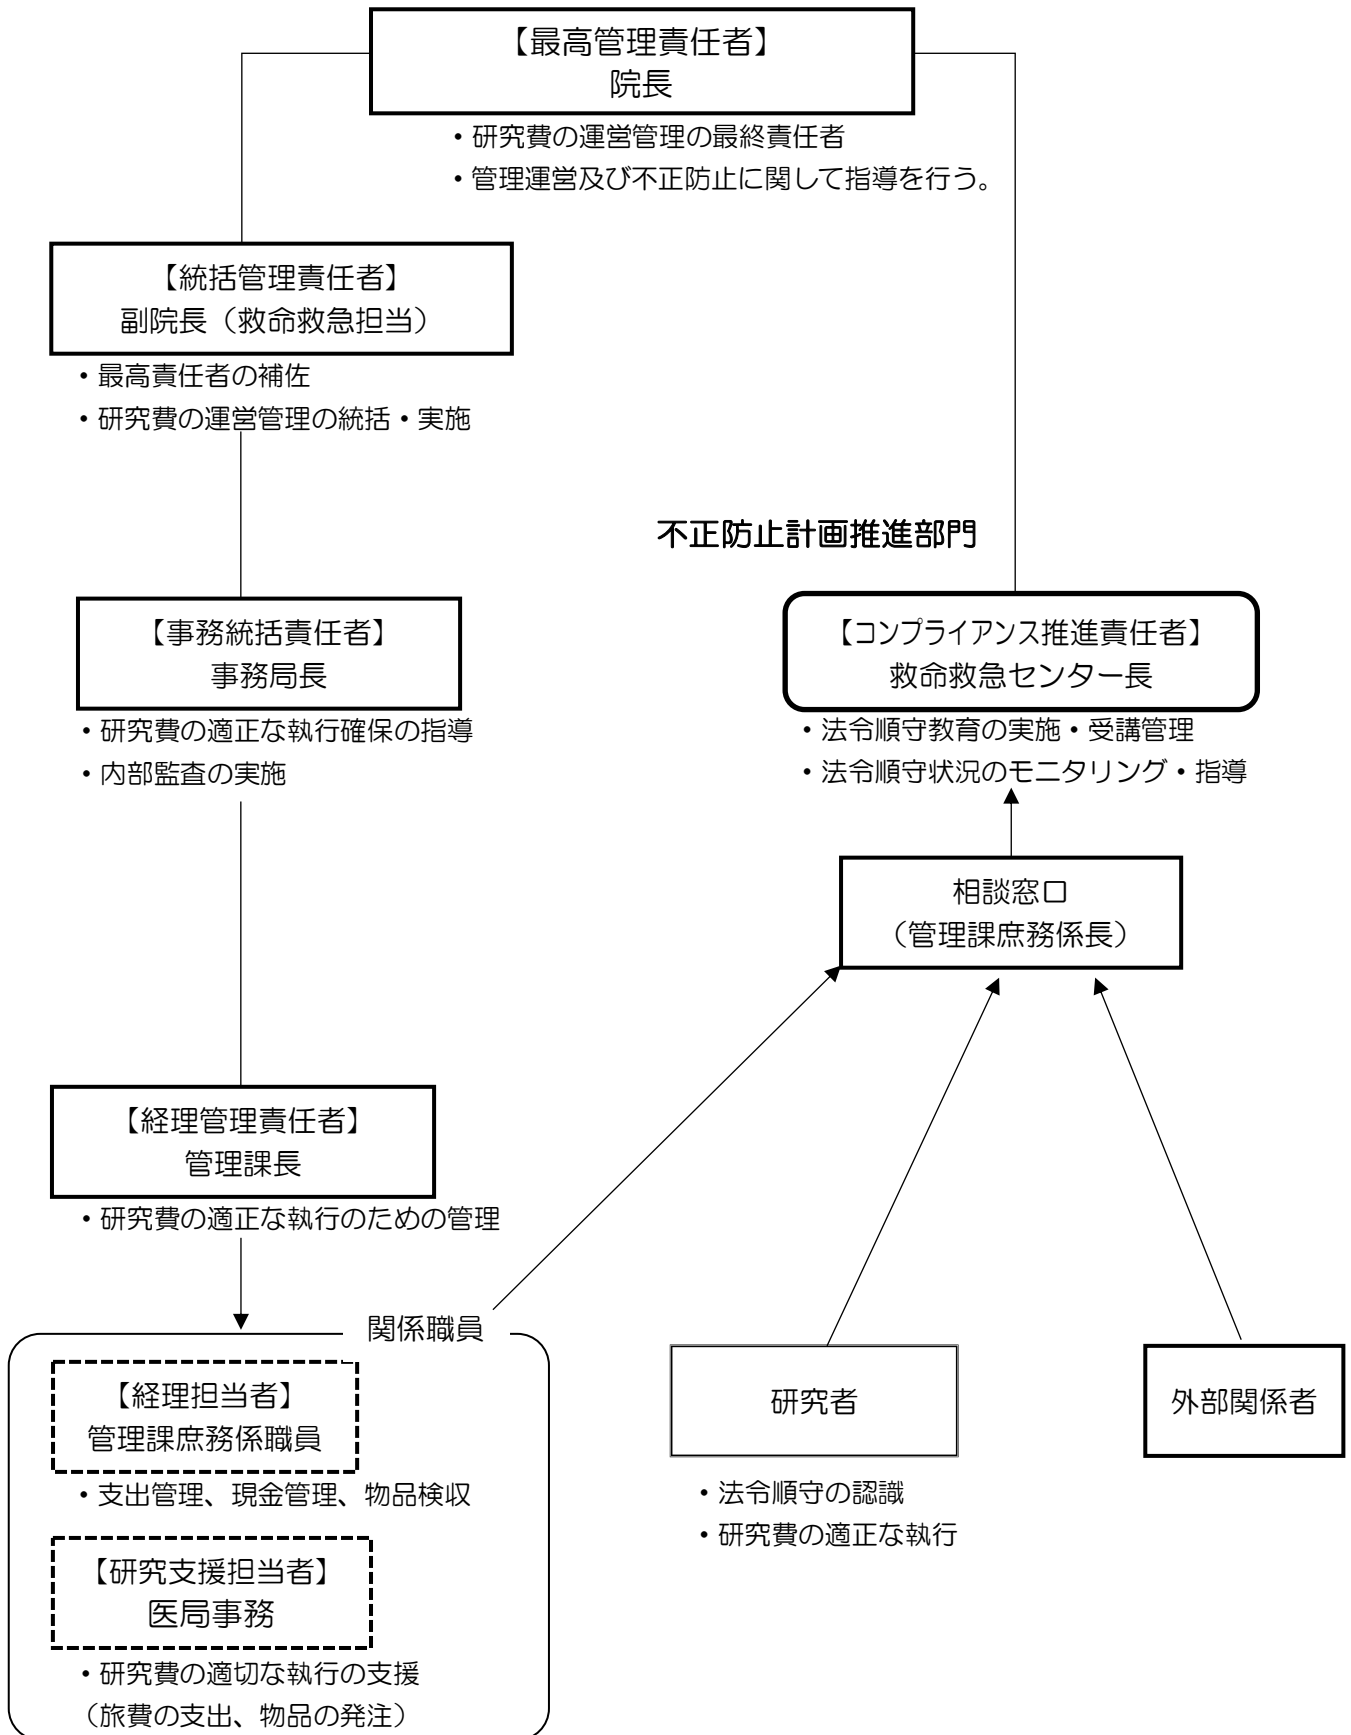 【最高管理責任者】
院長
・研究費の運営管理の最終責任者
・管理運営及び不正防止に関して指導を行う。
【統括管理責任者】
副院長（救命救急担当）
・最高責任者の補佐
・研究費の運営管理の統括・実施
不正防止計画推進部門
【事務統括責任者】
事務局長
・研究費の適正な執行確保の指導
・内部監査の実施
【コンプライアンス推進責任者】
救命救急センター長
・法令順守教育の実施・受講管理
・法令順守状況のモニタリング・指導
相談窓口
（管理課庶務係長）
【経理管理責任者】
管理課長
・研究費の適正な執行のための管理
関係職員
【経理担当者】
管理課庶務係職員
・支出管理、現金管理、物品検収
【研究支援担当者】
医局事務
・研究費の適切な執行の支援
（旅費の支出、物品の発注）
研究者
・法令順守の認識
・研究費の適正な執行
外部関係者